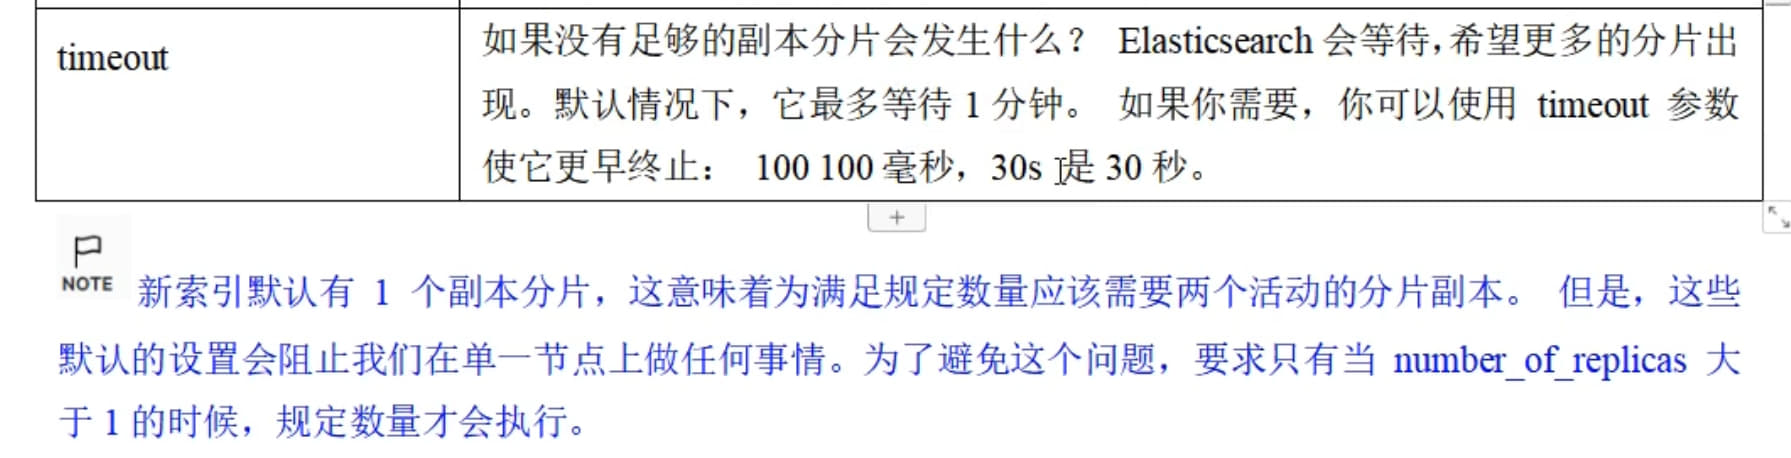 timeout
如果没有足够的副本分片会发生什么？ Elasticsearch 会等待，希望更多的分片出
现。默认情况下，它最多等待 1 分钟。 如果你需要，你可以使用 timeout 参数
使它更早终止： 100 100 毫秒，30s 是 30 秒。
NOTE
新索引默认有 1 个副本分片，这意味着为满足规定数量应该需要两个活动的分片副本。 但是，这些
默认的设置会阻止我们在单一节点上做任何事情。为了避免这个问题，要求只有当 number_of_replicas 大
于 1 的时候，规定数量才会执行。